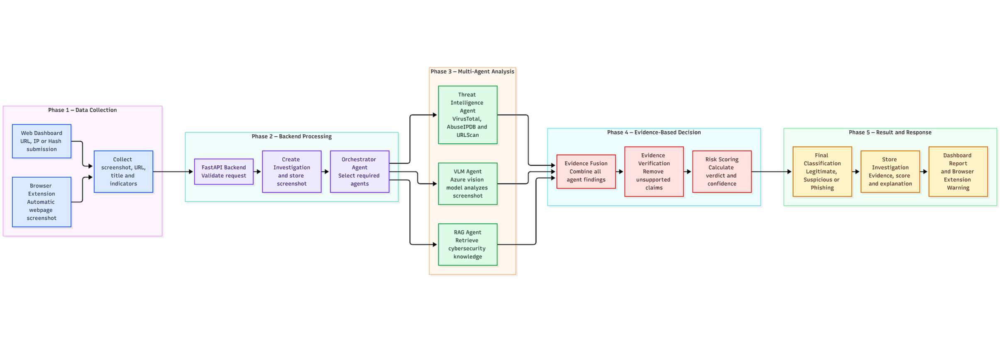 Phase 1 – Data Collection
Web Dashboard
URL, IP or Hash
submission
Browser
Extension
Automatic
webpage
screenshot
Collect
screenshot, URL,
title and
indicators
Phase 2 – Backend Processing
FastAPI Backend
Validate request
Create
Investigation
and store
screenshot
Orchestrator
Agent
Select required
agents
Phase 3 – Multi-Agent Analysis
Threat
Intelligence
Agent
VirusTotal,
AbuseIPDB and
URLScan
VLM Agent
Azure vision
model analyzes
screenshot
RAG Agent
Retrieve
cybersecurity
knowledge
Phase 4 – Evidence-Based Decision
Evidence Fusion
Combine all
agent findings
Evidence
Verification
Remove
unsupported
claims
Risk Scoring
Calculate
verdict and
confidence
Phase 5 – Result and Response
Final
Classification
Legitimate,
Suspicious or
Phishing
Store
Investigation
Evidence, score
and explanation
Dashboard
Report
and Browser
Extension
Warning